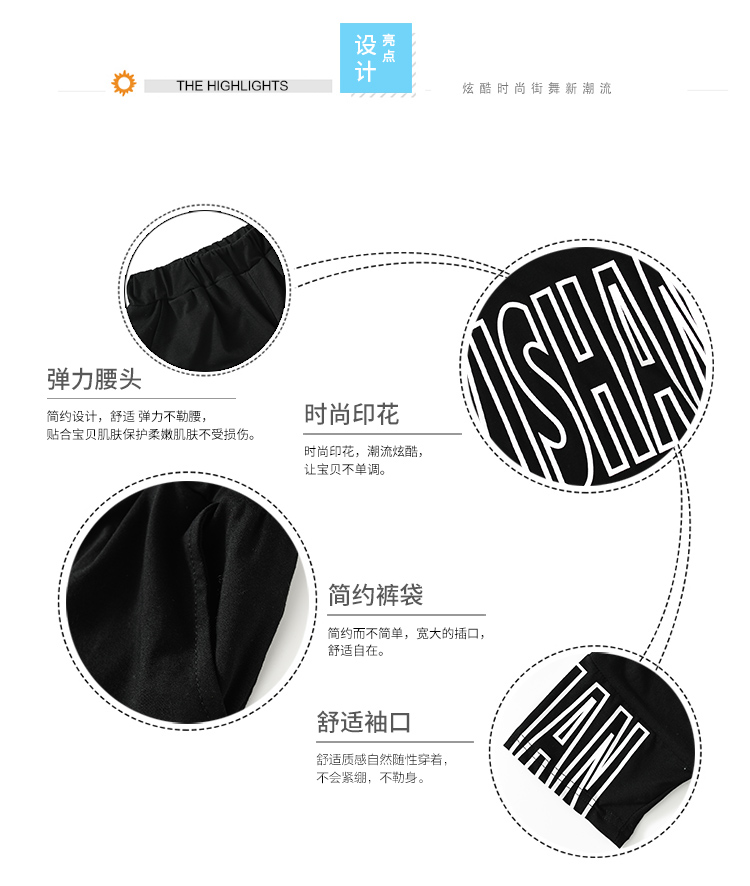 THE HIGHLIGHTS
设计
亮点
炫酷时尚街舞新潮流
弹力腰头
简约设计，舒适 弹力不勒腰，
贴合宝贝肌肤保护柔嫩肌肤不受损伤。
时尚印花
时尚印花，潮流炫酷，
让宝贝不单调。
简约裤袋
简约而不简单，宽大的插口，
舒适自在。
舒适袖口
舒适质感自然随性穿着，
不会紧绷，不勒身。
ISHAN
IAN